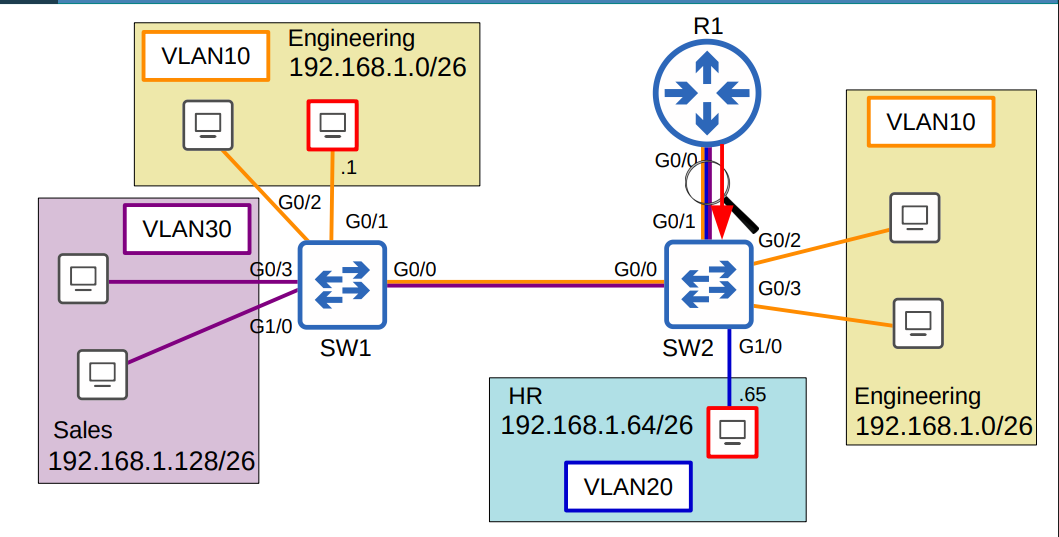 R1
VLAN10
Engineering
192.168.1.0/26
.1
G0/2
G0/1
VLAN30
G0/3
G1/0
Sales
192.168.1.128/26
G0/0
SW1
G0/0
G0/1
G0/0
SW2
G0/2
G0/3
G1/0
VLAN10
Engineering
192.168.1.0/26
HR
192.168.1.64/26
.65
VLAN20